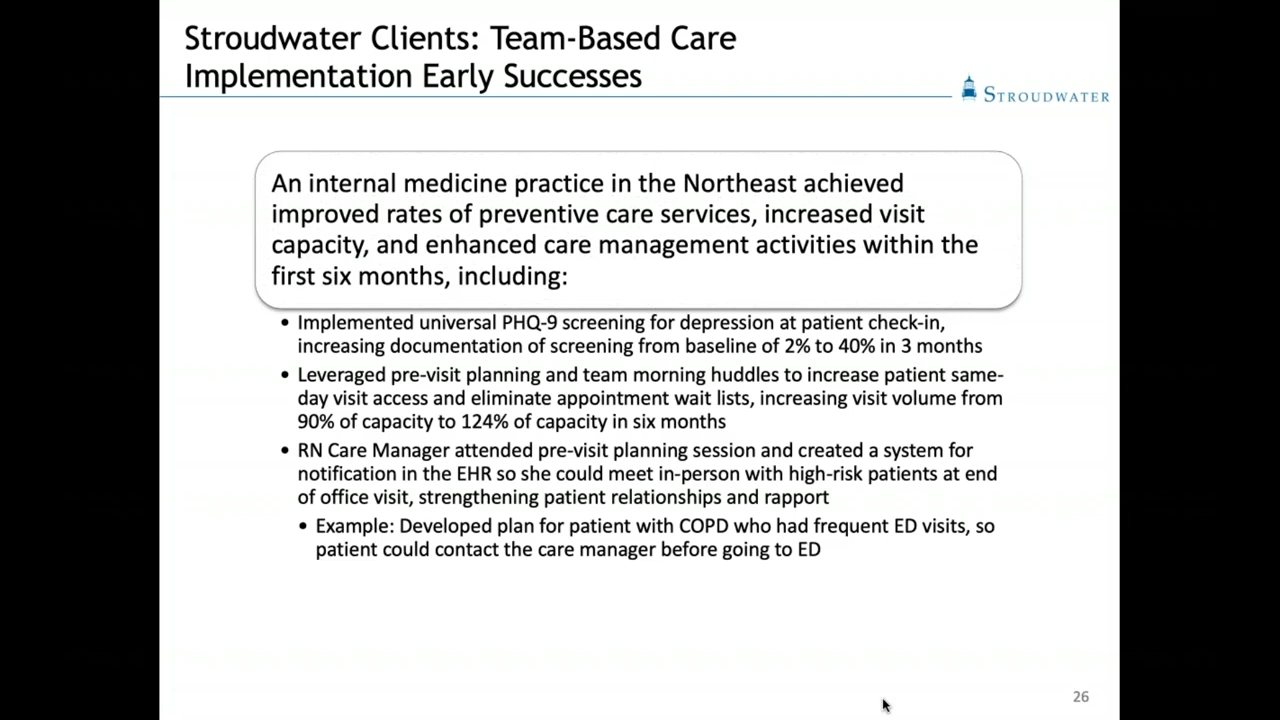 Stroudwater Clients: Team-Based Care
Implementation Early Successes
STROUDWATER
An internal medicine practice in the Northeast achieved
improved rates of preventive care services, increased visit
capacity, and enhanced care management activities within the
first six months, including:
• Implemented universal PHQ-9 screening for depression at patient check-in,
increasing documentation of screening from baseline of 2% to 40% in 3 months
• Leveraged pre-visit planning and team morning huddles to increase patient same-
day visit access and eliminate appointment wait lists, increasing visit volume from
90% of capacity to 124% of capacity in six months
• RN Care Manager attended pre-visit planning session and created a system for
notification in the EHR so she could meet in-person with high-risk patients at end
of office visit, strengthening patient relationships and rapport
• Example: Developed plan for patient with COPD who had frequent ED visits, so
patient could contact the care manager before going to ED
26